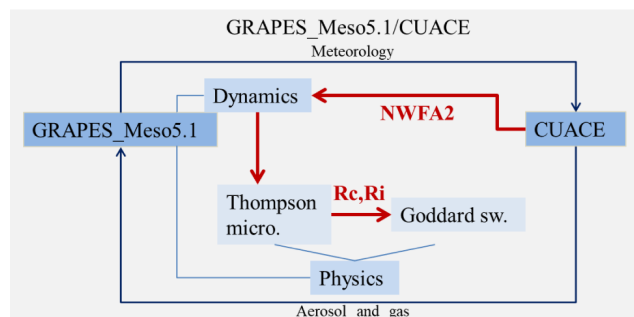 GRAPES_Meso5.1/CUACE
Meteorology
Dynamics
NWFA2
GRAPES_Meso5.1
CUACE
Rc,Ri
Thompson
micro.
Goddard sw.
Physics
Aerosol and gas